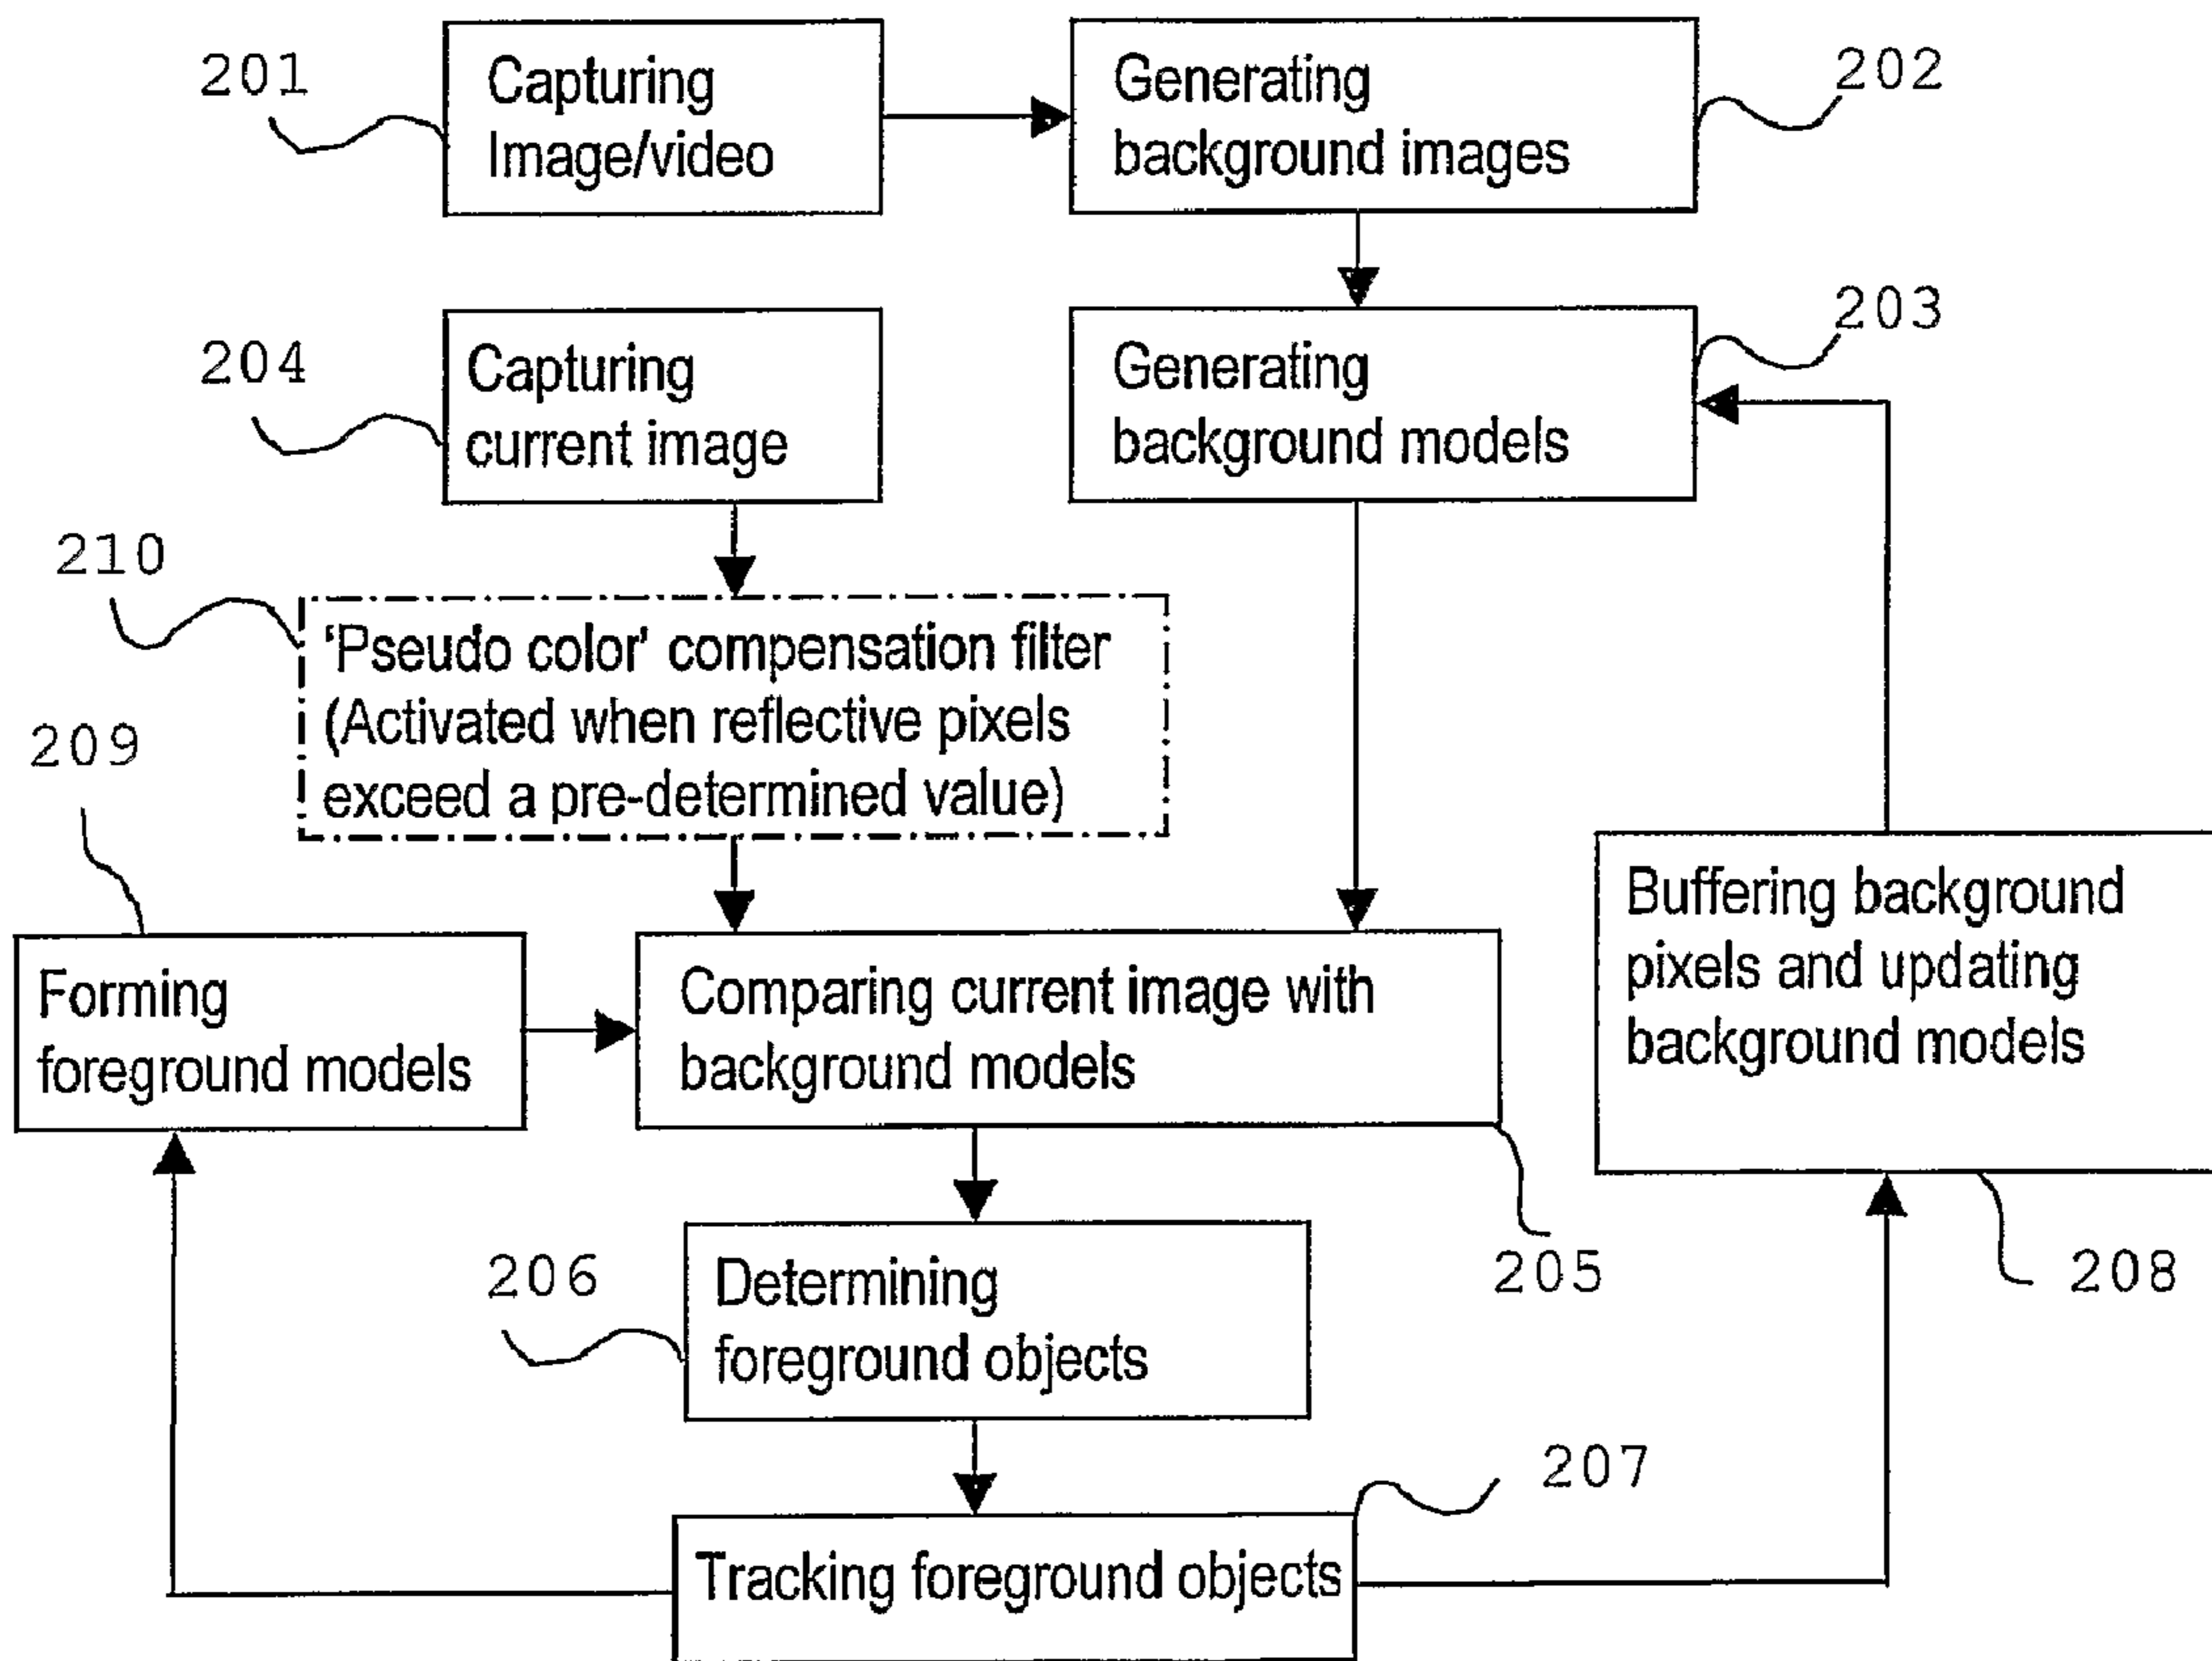 201
Capturing
Image/video
Generating
background images
202
204
Capturing
current image
Generating
background models
203
210
'Pseudo color' compensation filter
(Activated when reflective pixels
exceed a pre-determined value)
209
Forming
foreground models
Comparing current image with
background models
205
Buffering background
pixels and updating
background models
208
206
Determining
foreground objects
207
Tracking foreground objects